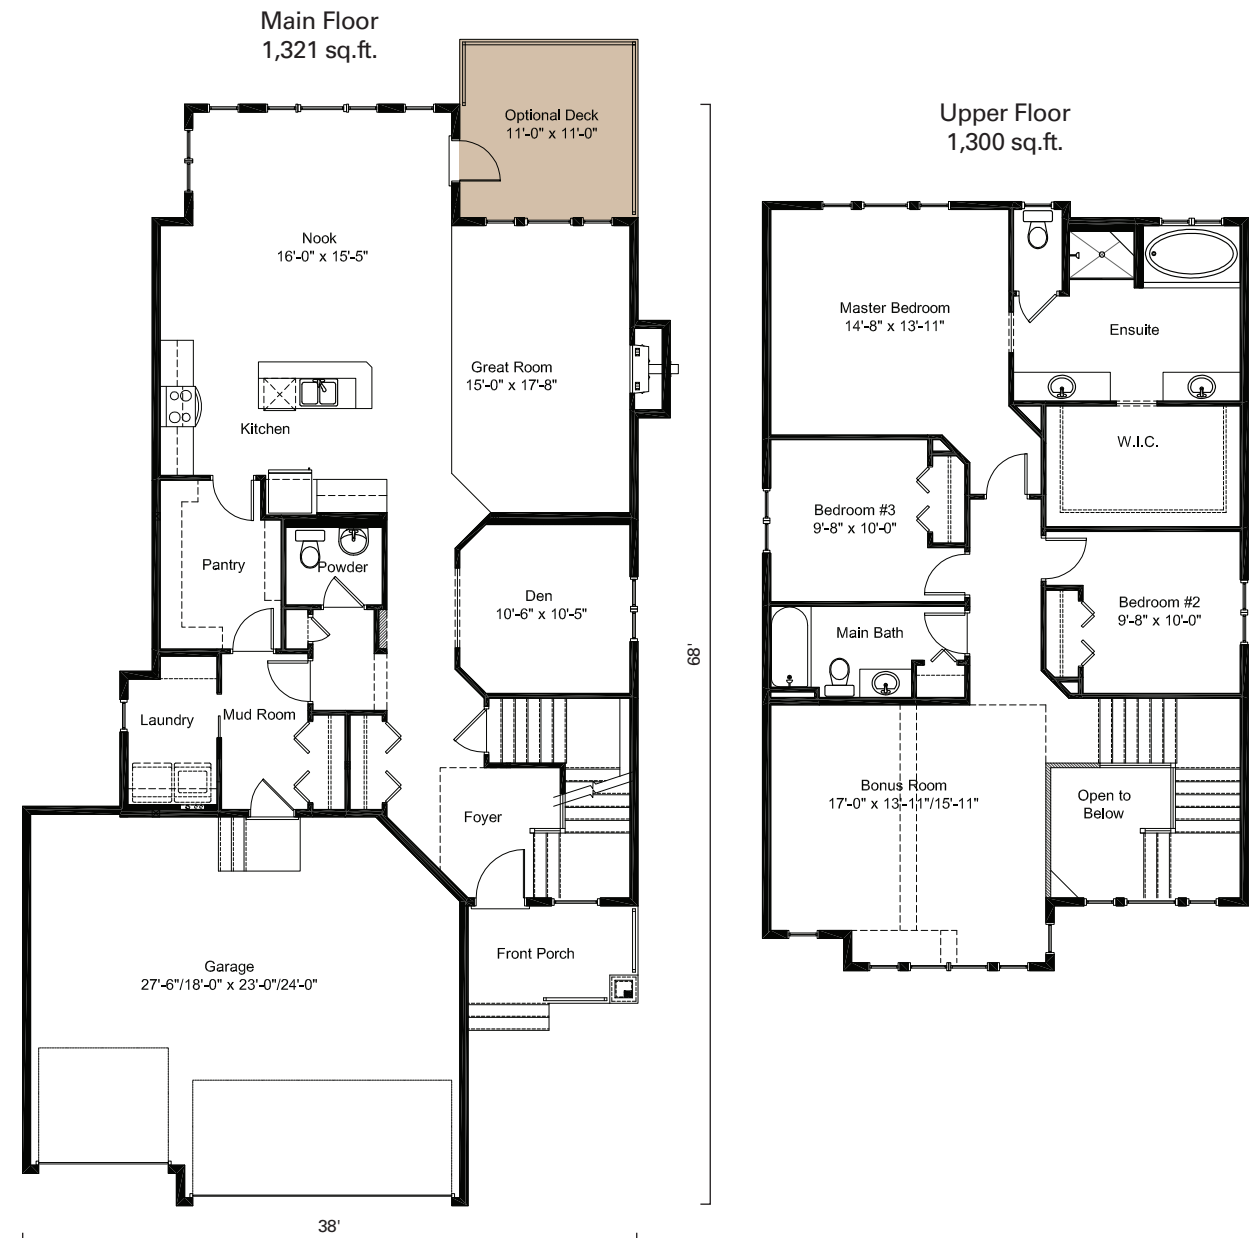 Main Floor
1,321 sq.ft.
Optional Deck
11'-0" x 11'-0"
Nook
16'-0" x 15'-5"
Great Room
15'-0" x 17'-8"
Kitchen
Pantry
Powder
Den
10'-6" x 10'-5"
Laundry
Mud Room
Foyer
Front Porch
Garage
27'-6"/18'-0" x 23'-0"/24'-0"
38'
68'
Upper Floor
1,300 sq.ft.
Master Bedroom
14'-8" x 13'-11"
Ensuite
W.I.C.
Bedroom #3
9'-8" x 10'-0"
Bedroom #2
9'-8" x 10'-0"
Main Bath
Bonus Room
17'-0" x 13'-11"/15'-11"
Open to
Below